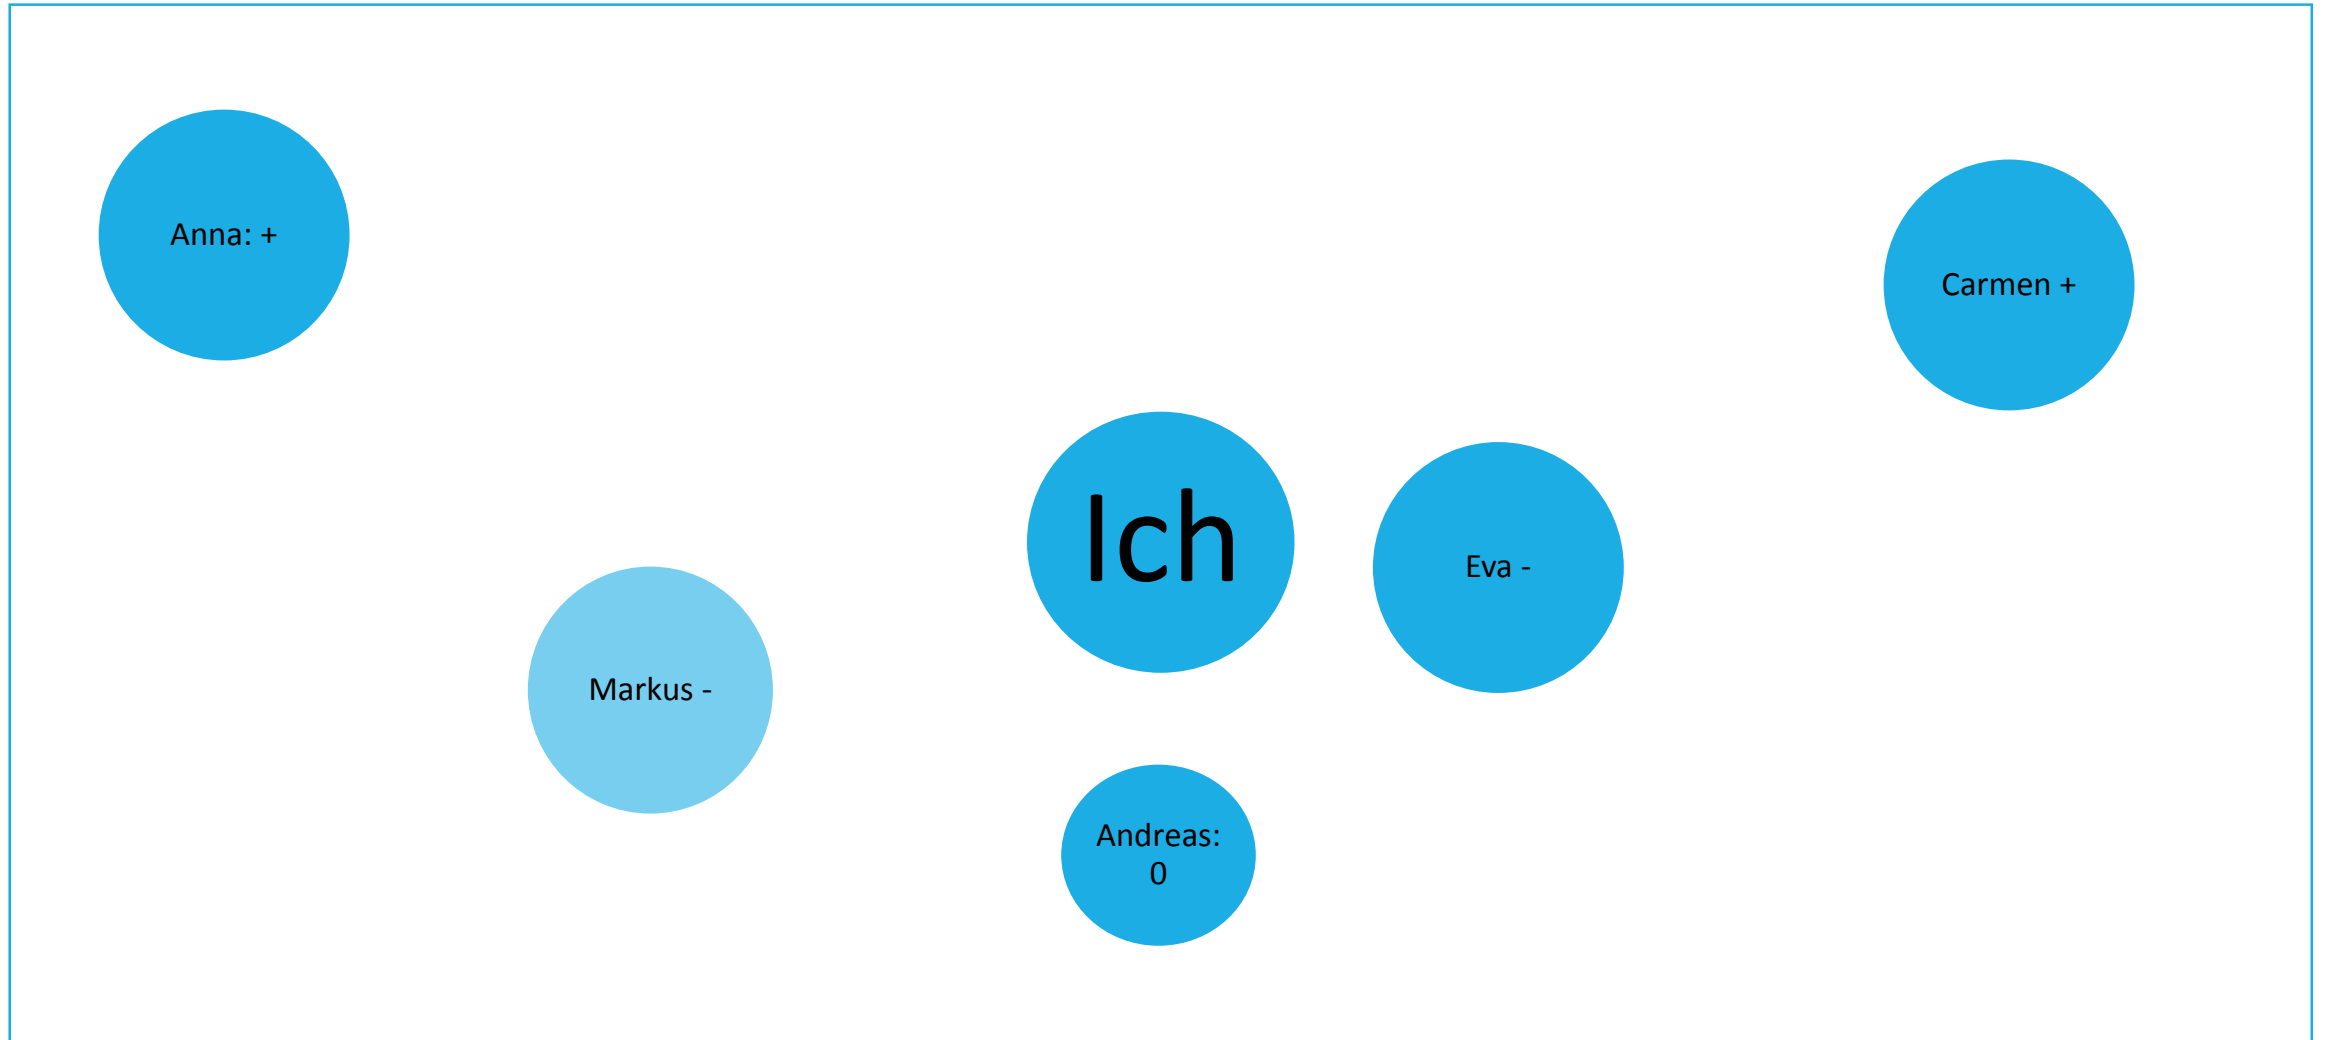 Anna: +
Carmen +
Ich
Eva -
Markus -
Andreas:
0